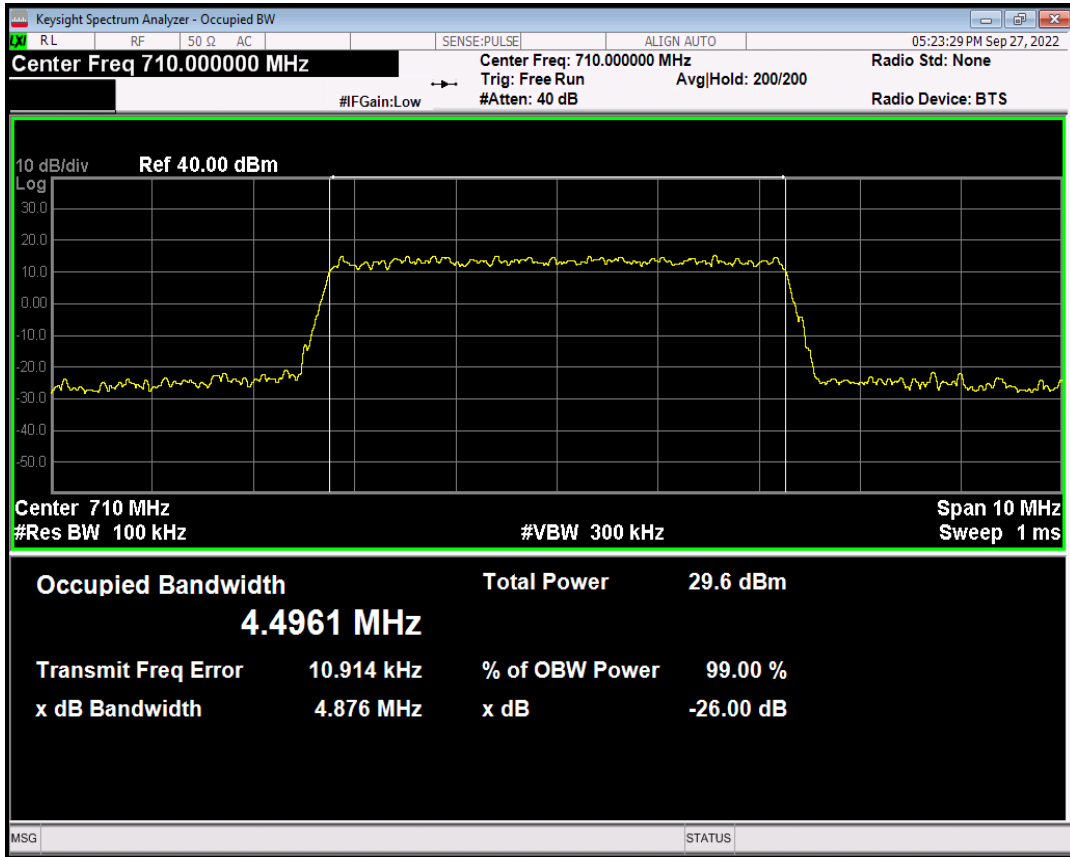 Keysight Spectrum Analyzer - Occupied BW
LXI RL RF 50 Ω AC SENSE:PULSE ALIGN AUTO 05:23:29 PM Sep 27, 2022
Center Freq 710.000000 MHz Center Freq: 710.000000 MHz Radio Std: None
Trig: Free Run Avg|Hold: 200/200
#IFGain:Low #Atten: 40 dB Radio Device: BTS
10 dB/div Ref 40.00 dBm
Log
30.0
20.0
10.0
0.00
-10.0
-20.0
-30.0
-40.0
-50.0
Center 710 MHz Span 10 MHz
#Res BW 100 kHz #VBW 300 kHz Sweep 1 ms
Occupied Bandwidth Total Power 29.6 dBm
4.4961 MHz
Transmit Freq Error 10.914 kHz % of OBW Power 99.00 %
x dB Bandwidth 4.876 MHz x dB -26.00 dB
MSG STATUS